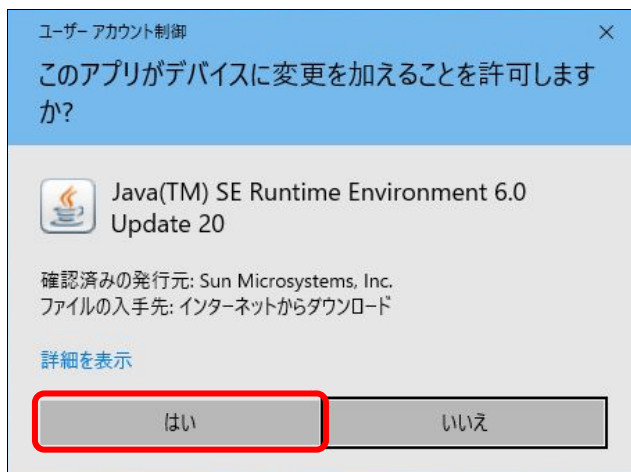 ユーザー アカウント制御
このアプリがデバイスに変更を加えることを許可します
か?
Java(TM) SE Runtime Environment 6.0
Update 20
確認済みの発行元: Sun Microsystems, Inc.
ファイルの入手先: インターネットからダウンロード
詳細を表示
はい
いいえ